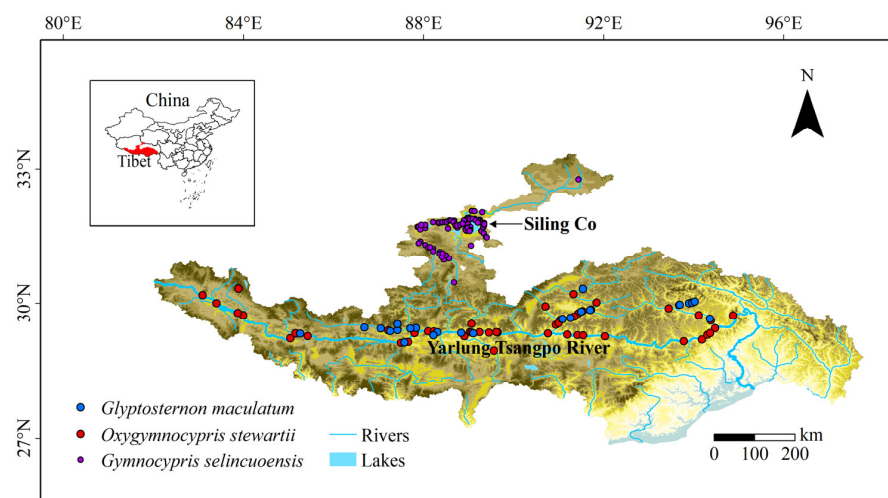 80°E 84°E 88°E 92°E 96°E
N
China
Tibet
33°N
Siling Co
30°N
Yarlung Tsangpo River
27°N
Glyptosternon maculatum
Oxygymnocypris stewartii
Gymnocypris selincuoensis
Rivers
Lakes
km
0 100 200